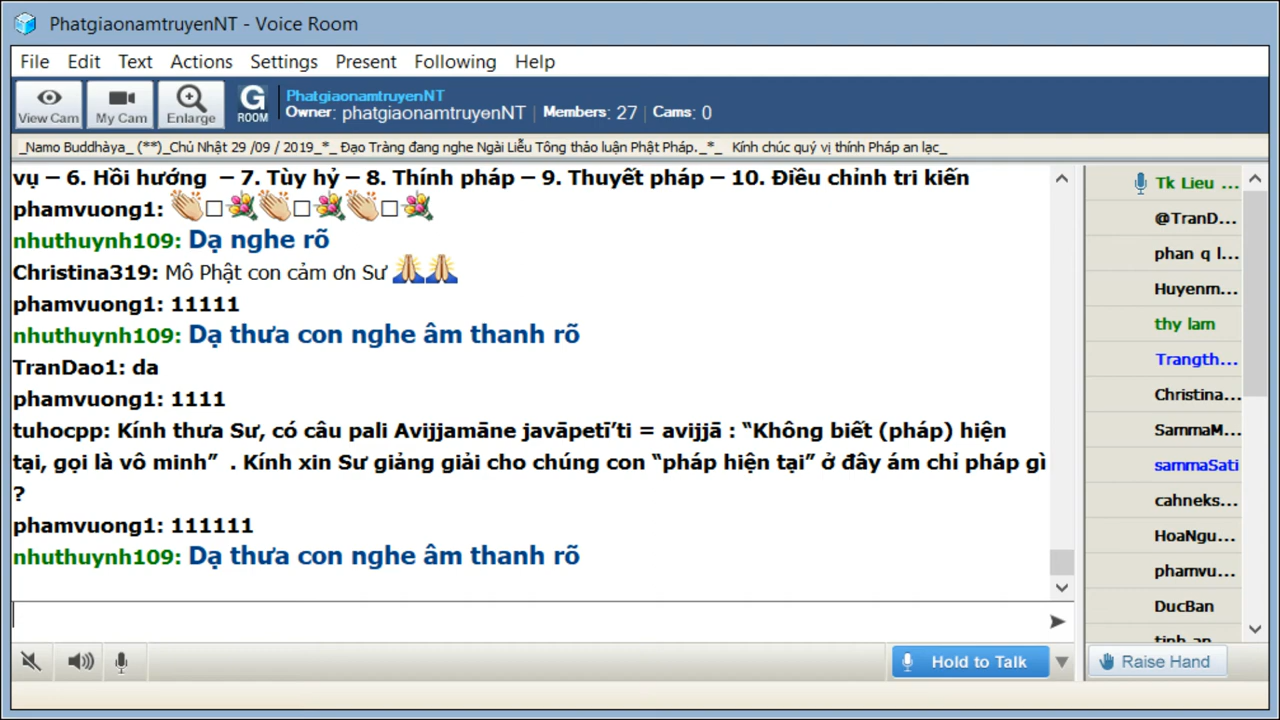 PhatgiaonamtruyenNT - Voice Room
File Edit Text Actions Settings Present Following Help
View Cam My Cam Enlarge G ROOM
PhatgiaonamtruyenNT
Owner: phatgiaonamtruyenNT | Members: 27 | Cams: 0
_Namo Buddhàya_ (**)_Chủ Nhật 29 /09 / 2019_*_ Đạo Tràng đang nghe Ngài Liễu Tông thảo luận Phật Pháp._*_ Kính chúc quý vị thính Pháp an lạc_
vụ – 6. Hồi hướng – 7. Tùy hỷ – 8. Thính pháp – 9. Thuyết pháp – 10. Điều chỉnh tri kiến
phamvuong1: 👏□💐👏□💐👏□💐
nhuthuynh109: Dạ nghe rõ
Christina319: Mô Phật con cảm ơn Sư 🙏🙏
phamvuong1: 11111
nhuthuynh109: Dạ thưa con nghe âm thanh rõ
TranDao1: da
phamvuong1: 1111
tuhocpp: Kính thưa Sư, có câu pali Avijjamāne javāpetī’ti = avijjā : “Không biết (pháp) hiện
tại, gọi là vô minh” . Kính xin Sư giảng giải cho chúng con “pháp hiện tại” ở đây ám chỉ pháp gì
?
phamvuong1: 111111
nhuthuynh109: Dạ thưa con nghe âm thanh rõ
Tk Lieu ...
@TranD...
phan q l...
Huyenm...
thy lam
Trangth...
Christina...
SammaM...
sammaSati
cahneks...
HoaNgu...
phamvu...
DucBan
tinh an
Hold to Talk
Raise Hand